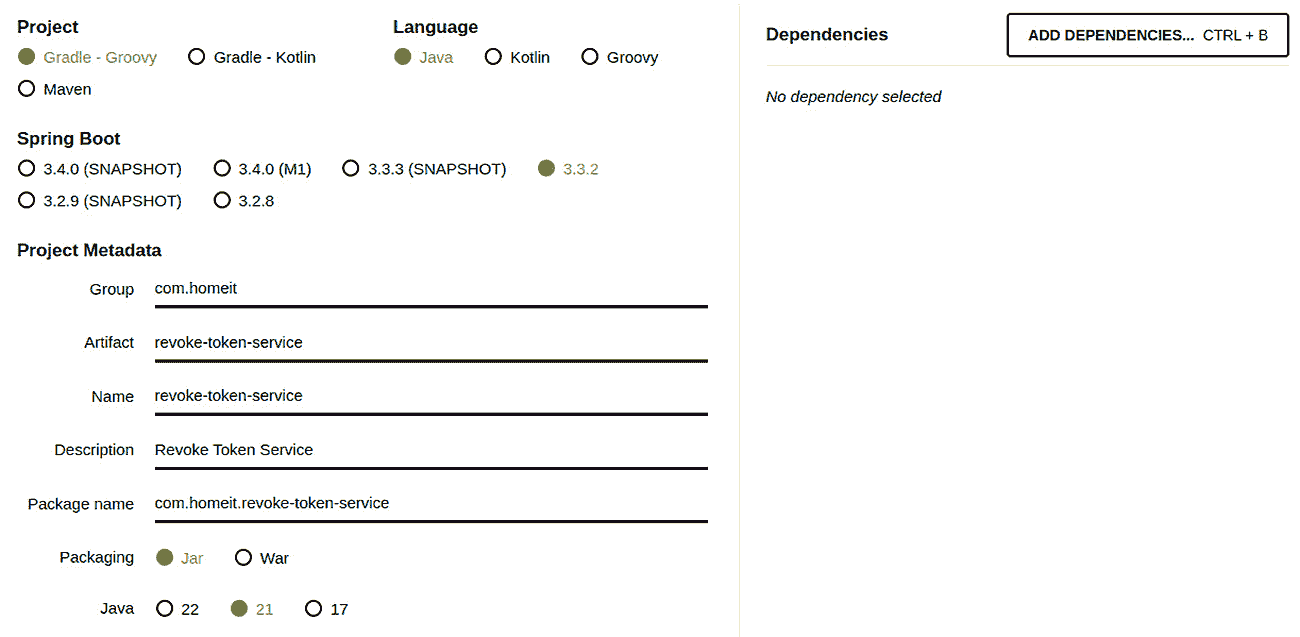 Project
Gradle - Groovy Gradle - Kotlin
Maven
Language
Java Kotlin Groovy
Spring Boot
3.4.0 (SNAPSHOT) 3.4.0 (M1) 3.3.3 (SNAPSHOT) 3.3.2
3.2.9 (SNAPSHOT) 3.2.8
Project Metadata
Group com.homeit
Artifact revoke-token-service
Name revoke-token-service
Description Revoke Token Service
Package name com.homeit.revoke-token-service
Packaging Jar War
Java 22 21 17
Dependencies ADD DEPENDENCIES... CTRL + B
No dependency selected